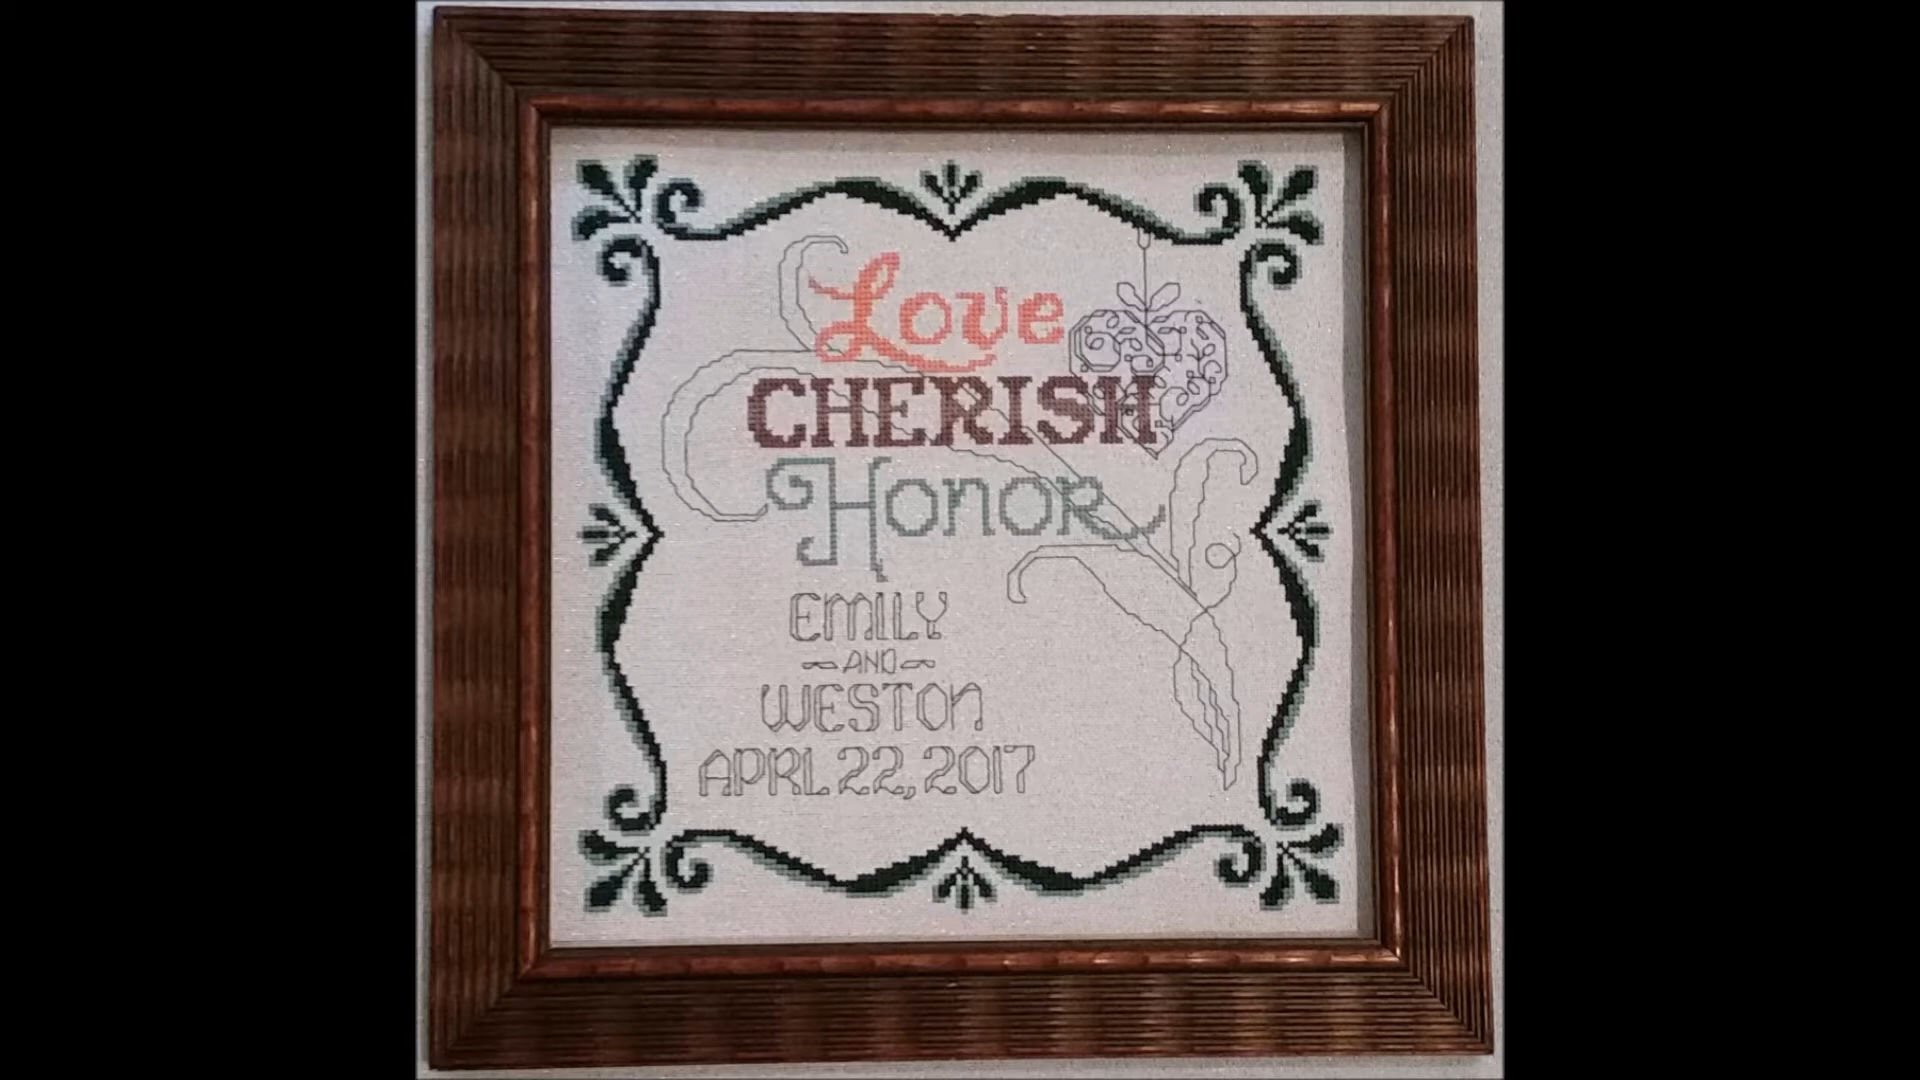 Love
CHERISH
HONOR
EMILY
~AND~
WESTON
APRL 22, 2017